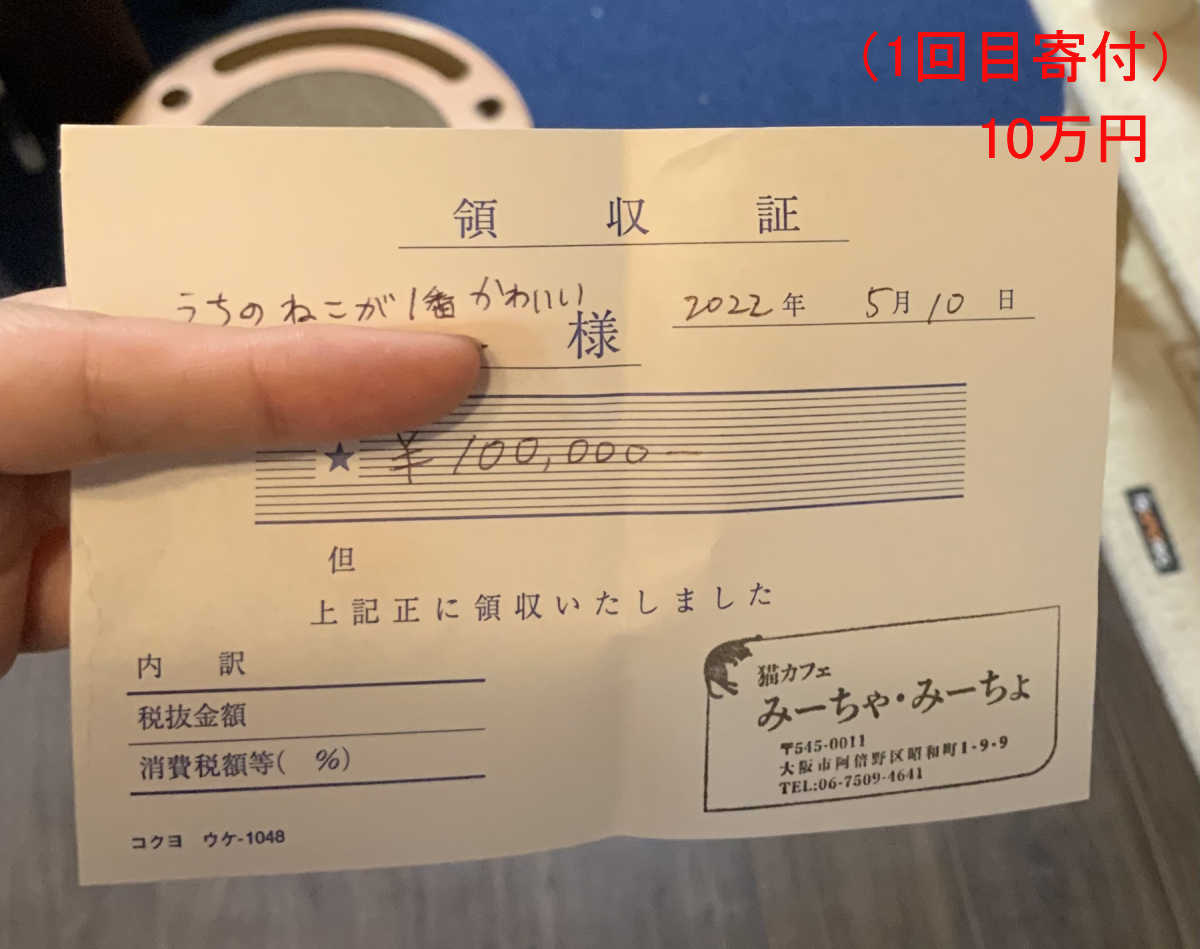 (1回目寄付)
10万円
領収証
うちのねこが1番かわいい
様
2022年 5月10日
★ ¥100,000-
但
上記正に領収いたしました
内訳
税抜金額
消費税額等( %)
コクヨ ウケ-1048
猫カフェ
みーちゃ・みーちょ
〒545-0011
大阪市阿倍野区昭和町1-9-9
TEL:06-7509-4641